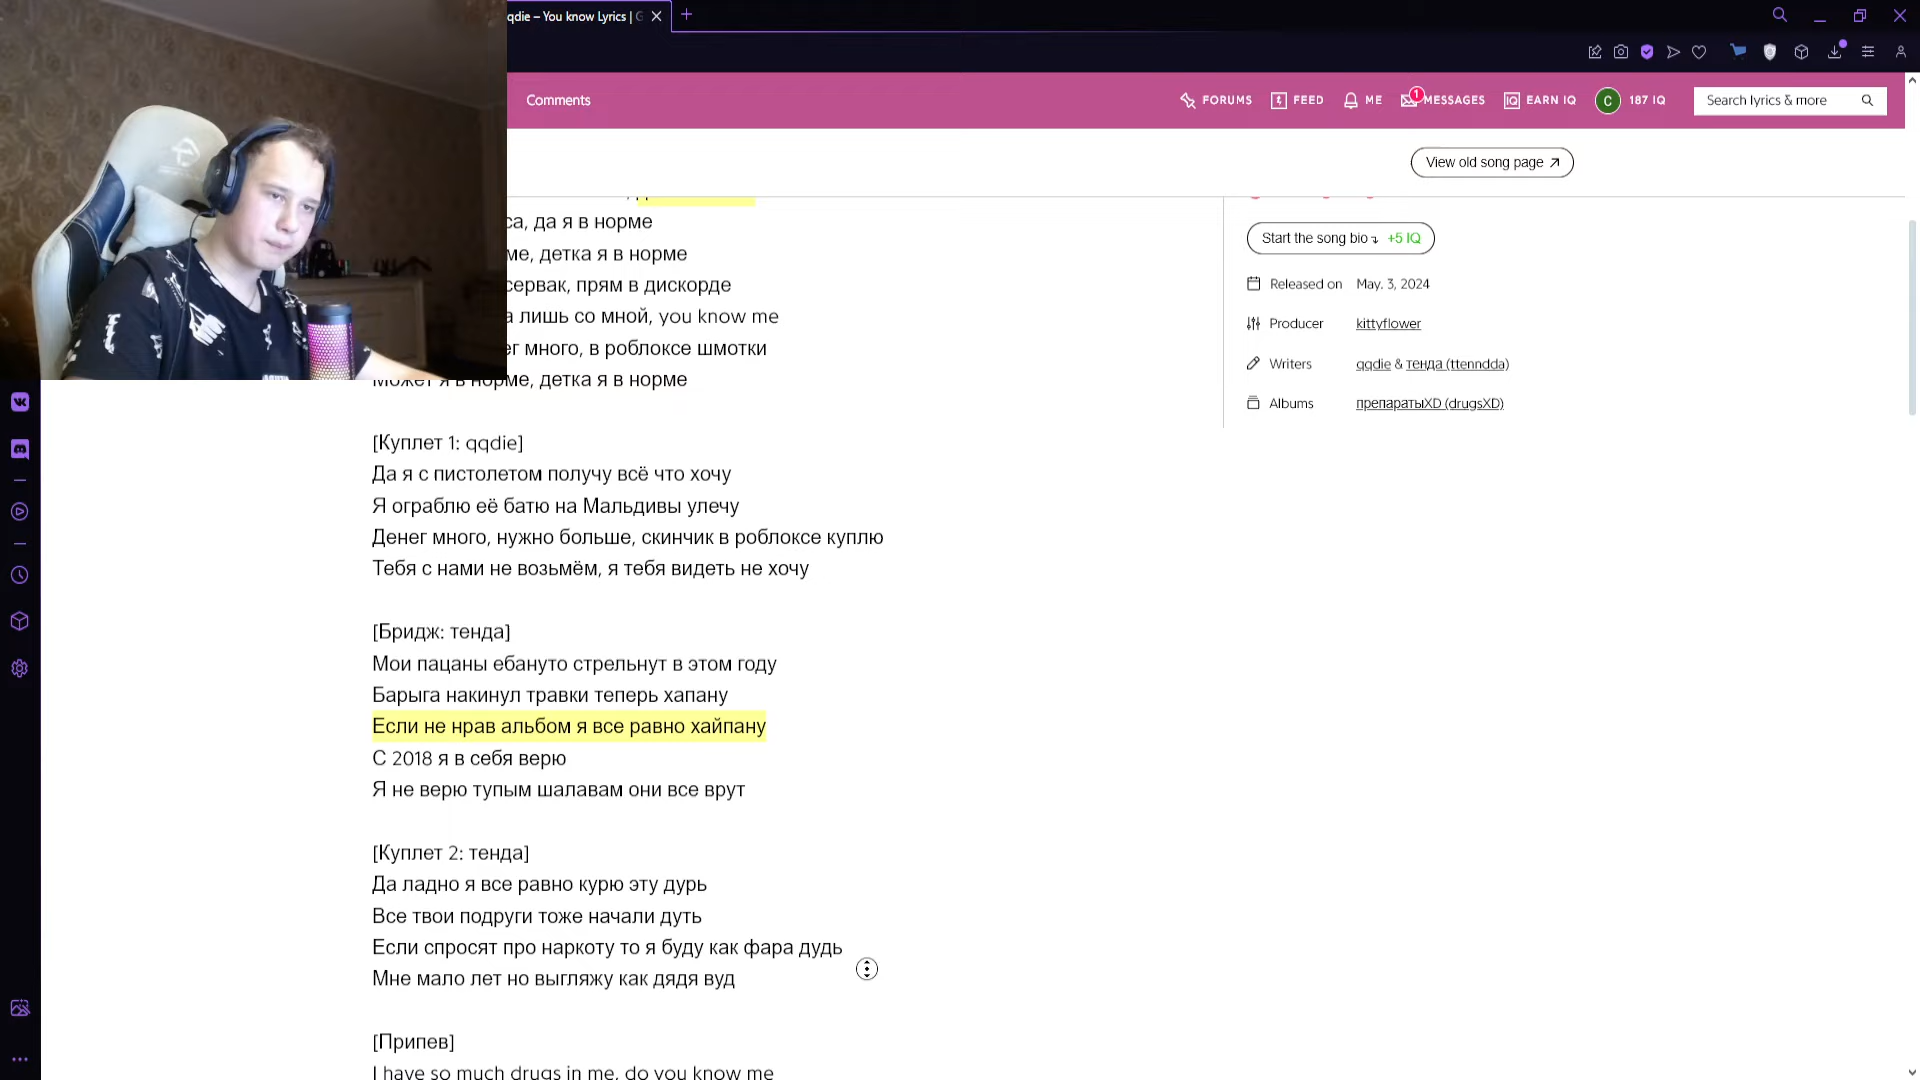 qqdie – You know Lyrics | G
Comments
FORUMS
FEED
ME
1
MESSAGES
EARN IQ
C
187 IQ
Search lyrics & more
View old song page
са, да я в норме
ме, детка я в норме
сервак, прям в дискорде
а лишь со мной, you know me
ег много, в роблоксе шмотки
Может я в норме, детка я в норме
[Куплет 1: qqdie]
Да я с пистолетом получу всё что хочу
Я ограблю её батю на Мальдивы улечу
Денег много, нужно больше, скинчик в роблоксе куплю
Тебя с нами не возьмём, я тебя видеть не хочу
[Бридж: тенда]
Мои пацаны ебануто стрельнут в этом году
Барыга накинул травки теперь хапану
Если не нрав альбом я все равно хайпану
С 2018 я в себя верю
Я не верю тупым шалавам они все врут
[Куплет 2: тенда]
Да ладно я все равно курю эту дурь
Все твои подруги тоже начали дуть
Если спросят про наркоту то я буду как фара дудь
Мне мало лет но выгляжу как дядя вуд
[Припев]
I have so much drugs in me, do you know me
Start the song bio +5 IQ
Released on May. 3, 2024
Producer kittyflower
Writers qqdie & тенда (ttenndda)
Albums препаратыXD (drugsXD)